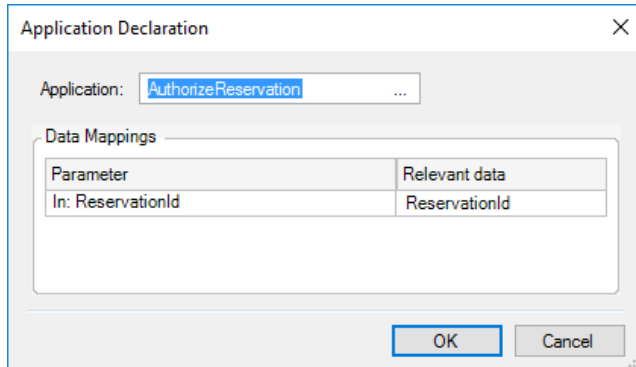 Application Declaration
Application: AuthorizeReservation ...
Data Mappings
Parameter Relevant data
In: ReservationId ReservationId
OK Cancel